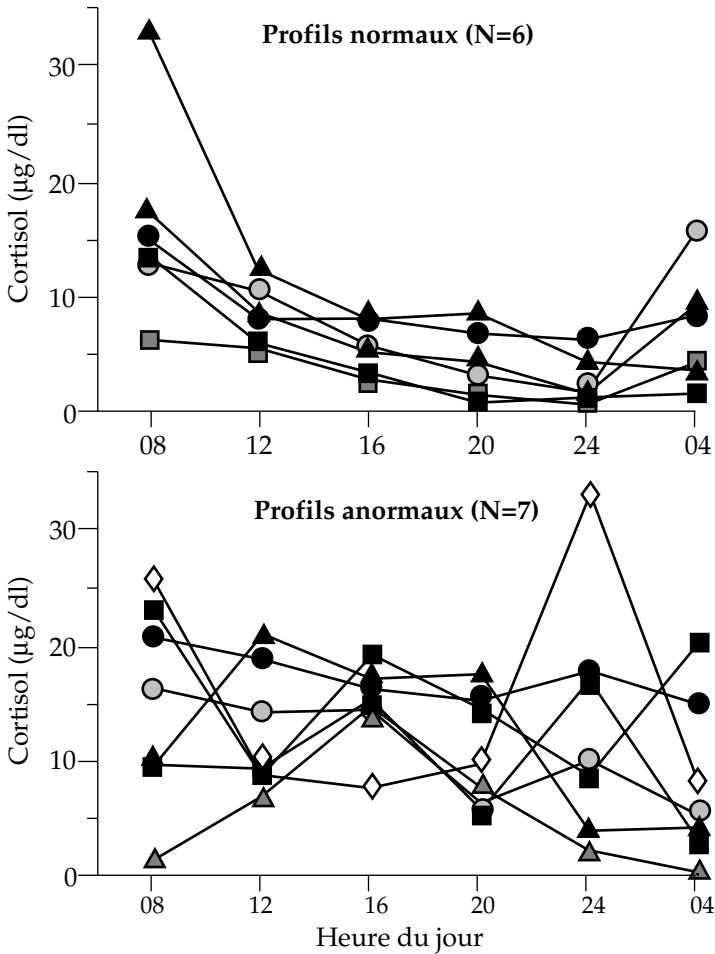 Profils normaux (N=6)
Cortisol (µg/dl)
30
20
10
0
08 12 16 20 24 04
Profils anormaux (N=7)
Cortisol (µg/dl)
30
20
10
0
08 12 16 20 24 04
Heure du jour